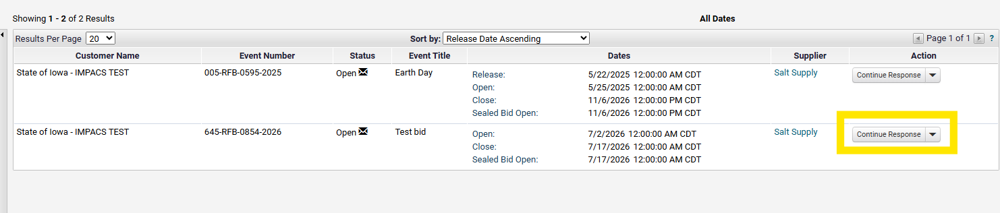 Showing 1 - 2 of 2 Results All Dates
Results Per Page 20 Sort by: Release Date Ascending Page 1 of 1 ?
Customer Name Event Number Status Event Title Dates Supplier Action
State of Iowa - IMPACS TEST 005-RFB-0595-2025 Open Earth Day Release: 5/22/2025 12:00:00 AM CDT Salt Supply Continue Response
Open: 5/25/2025 12:00:00 AM CDT
Close: 11/6/2026 12:00:00 PM CDT
Sealed Bid Open: 11/6/2026 12:00:00 PM CDT
State of Iowa - IMPACS TEST 645-RFB-0854-2026 Open Test bid Open: 7/2/2026 12:00:00 AM CDT Salt Supply Continue Response
Close: 7/17/2026 12:00:00 AM CDT
Sealed Bid Open: 7/17/2026 12:00:00 AM CDT